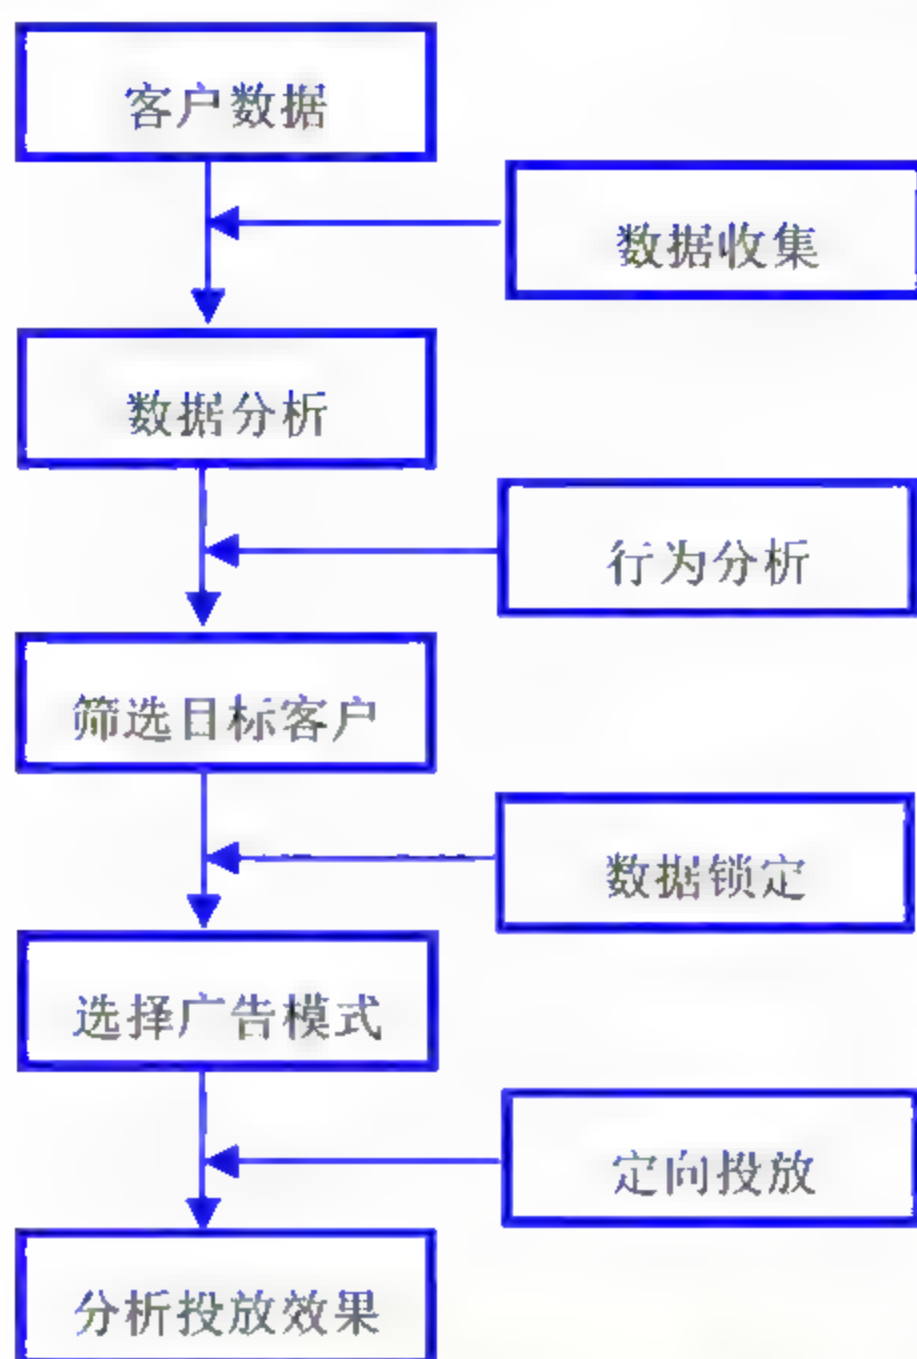 客户数据
数据收集
数据分析
行为分析
筛选目标客户
数据锁定
选择广告模式
定向投放
分析投放效果